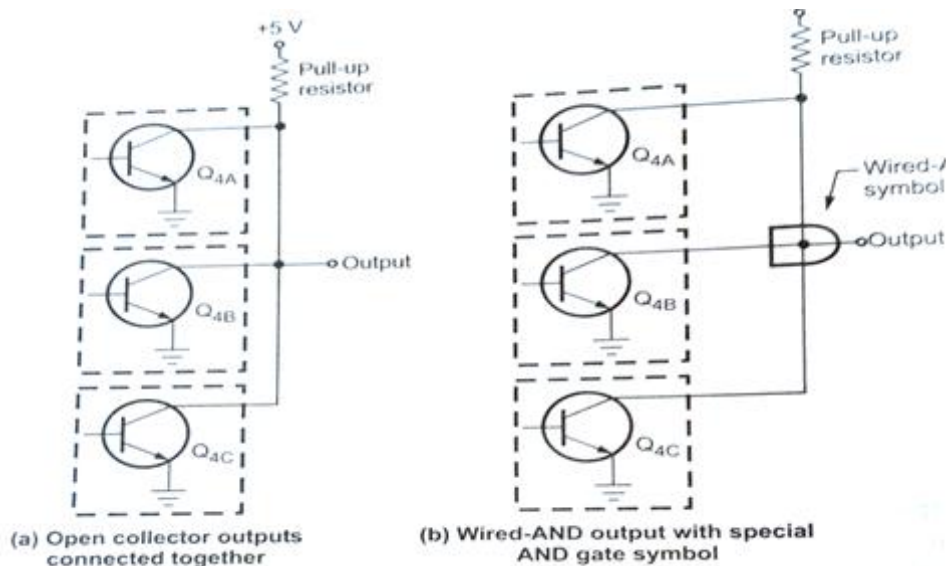 +5 V
Pull-up
resistor
Q4A
Q4B
Output
Q4C
(a) Open collector outputs
connected together
Pull-up
resistor
Q4A
Wired-A
symbol
Q4B
Output
Q4C
(b) Wired-AND output with special
AND gate symbol